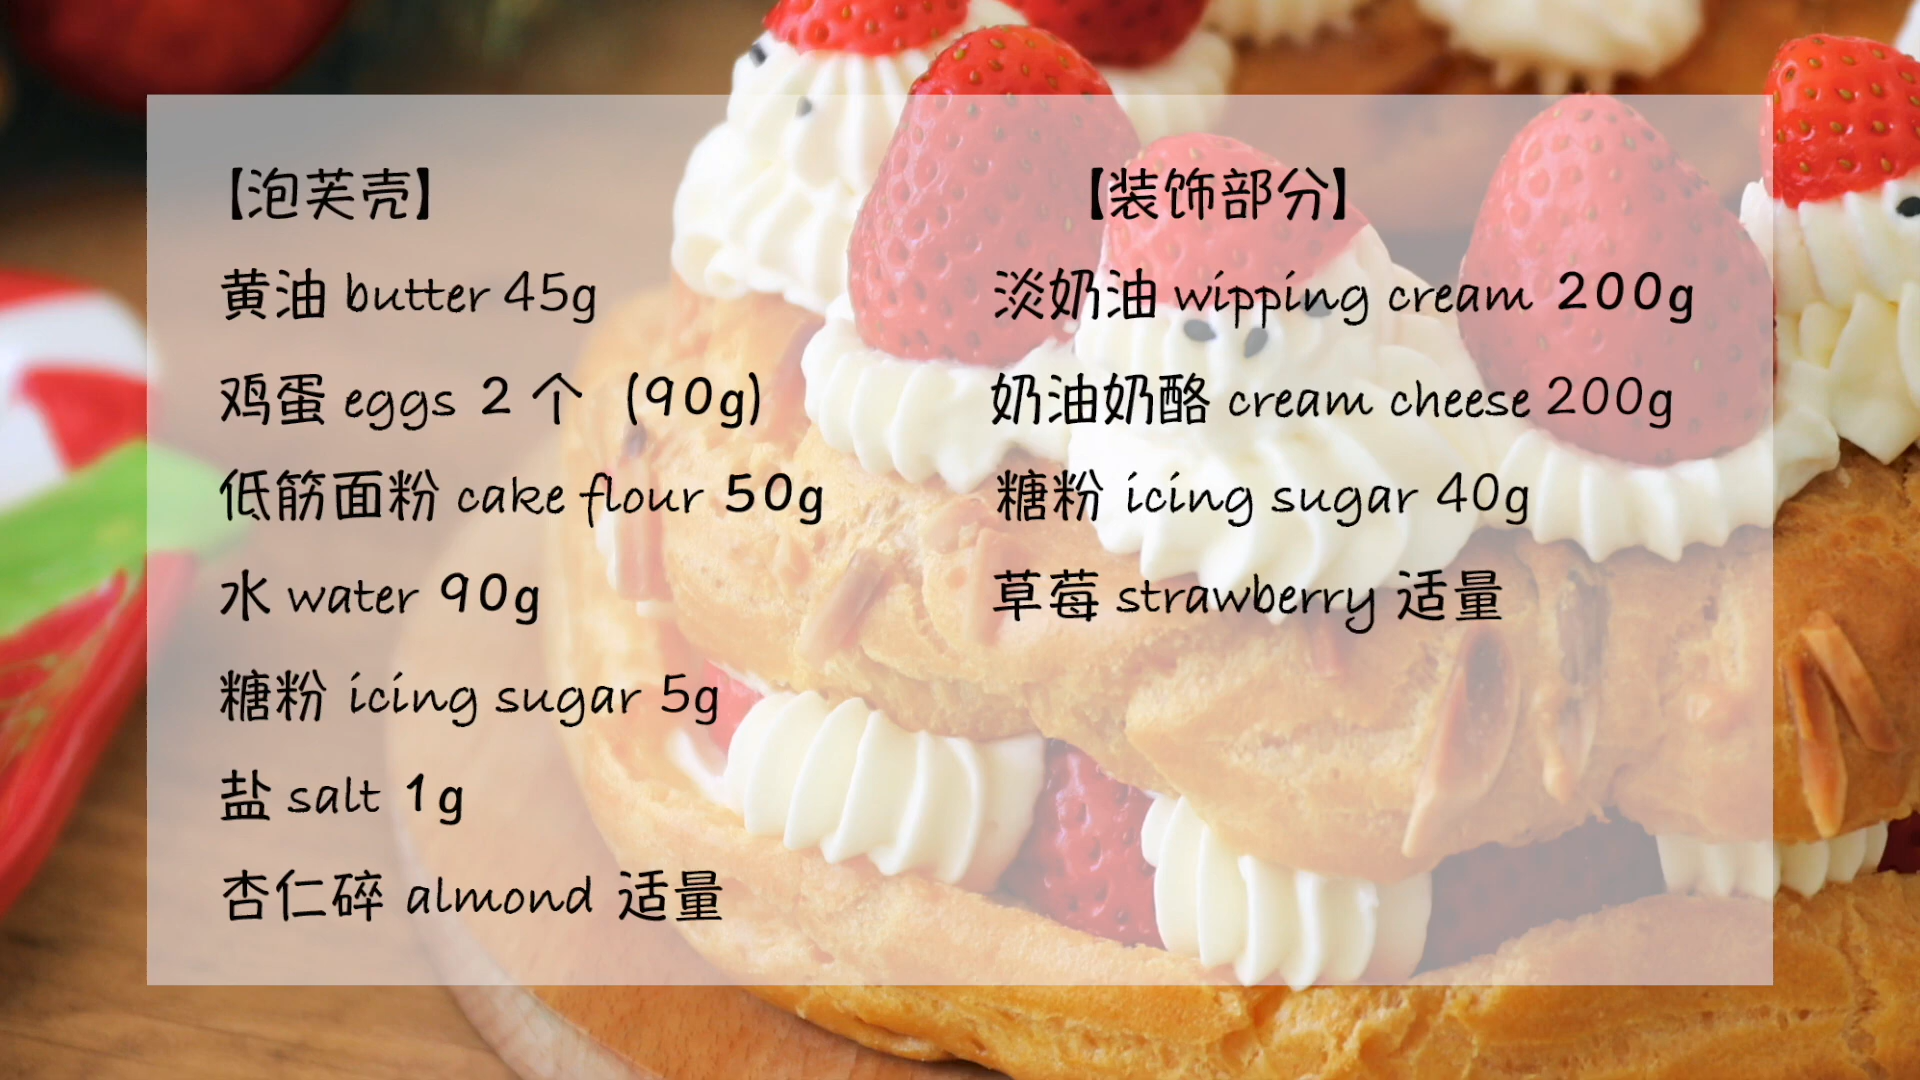 【泡芙壳】
黄油 butter 45g
鸡蛋 eggs 2 个 (90g)
低筋面粉 cake flour 50g
水 water 90g
糖粉 icing sugar 5g
盐 salt 1g
杏仁碎 almond 适量
【装饰部分】
淡奶油 wipping cream 200g
奶油奶酪 cream cheese 200g
糖粉 icing sugar 40g
草莓 strawberry 适量